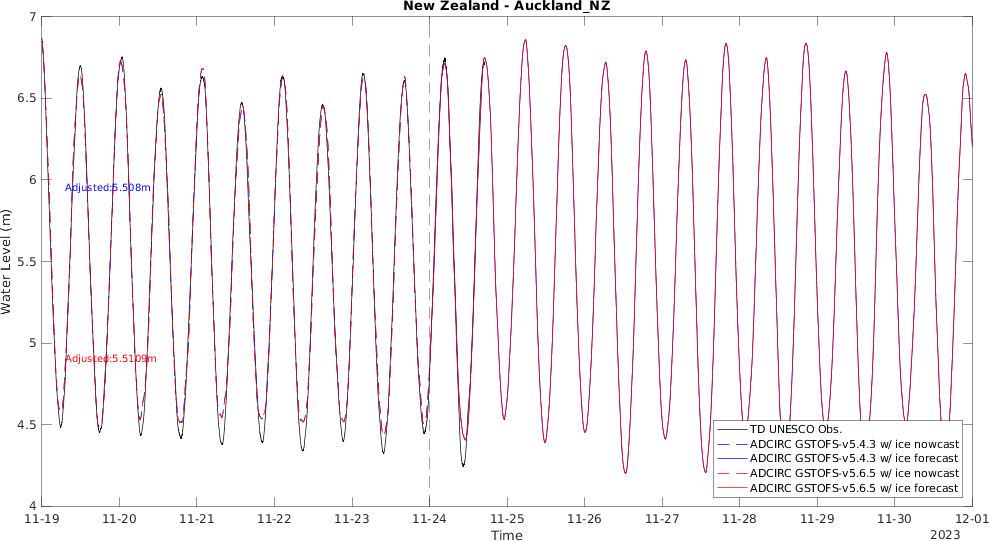 New Zealand - Auckland_NZ
7
6.5
6
5.5
5
4.5
4
Water Level (m)
Adjusted:5.508m
Adjusted:5.5109m
TD UNESCO Obs.
ADCIRC GSTOFS-v5.4.3 w/ ice nowcast
ADCIRC GSTOFS-v5.4.3 w/ ice forecast
ADCIRC GSTOFS-v5.6.5 w/ ice nowcast
ADCIRC GSTOFS-v5.6.5 w/ ice forecast
11-19 11-20 11-21 11-22 11-23 11-24 11-25 11-26 11-27 11-28 11-29 11-30 12-01
Time
2023